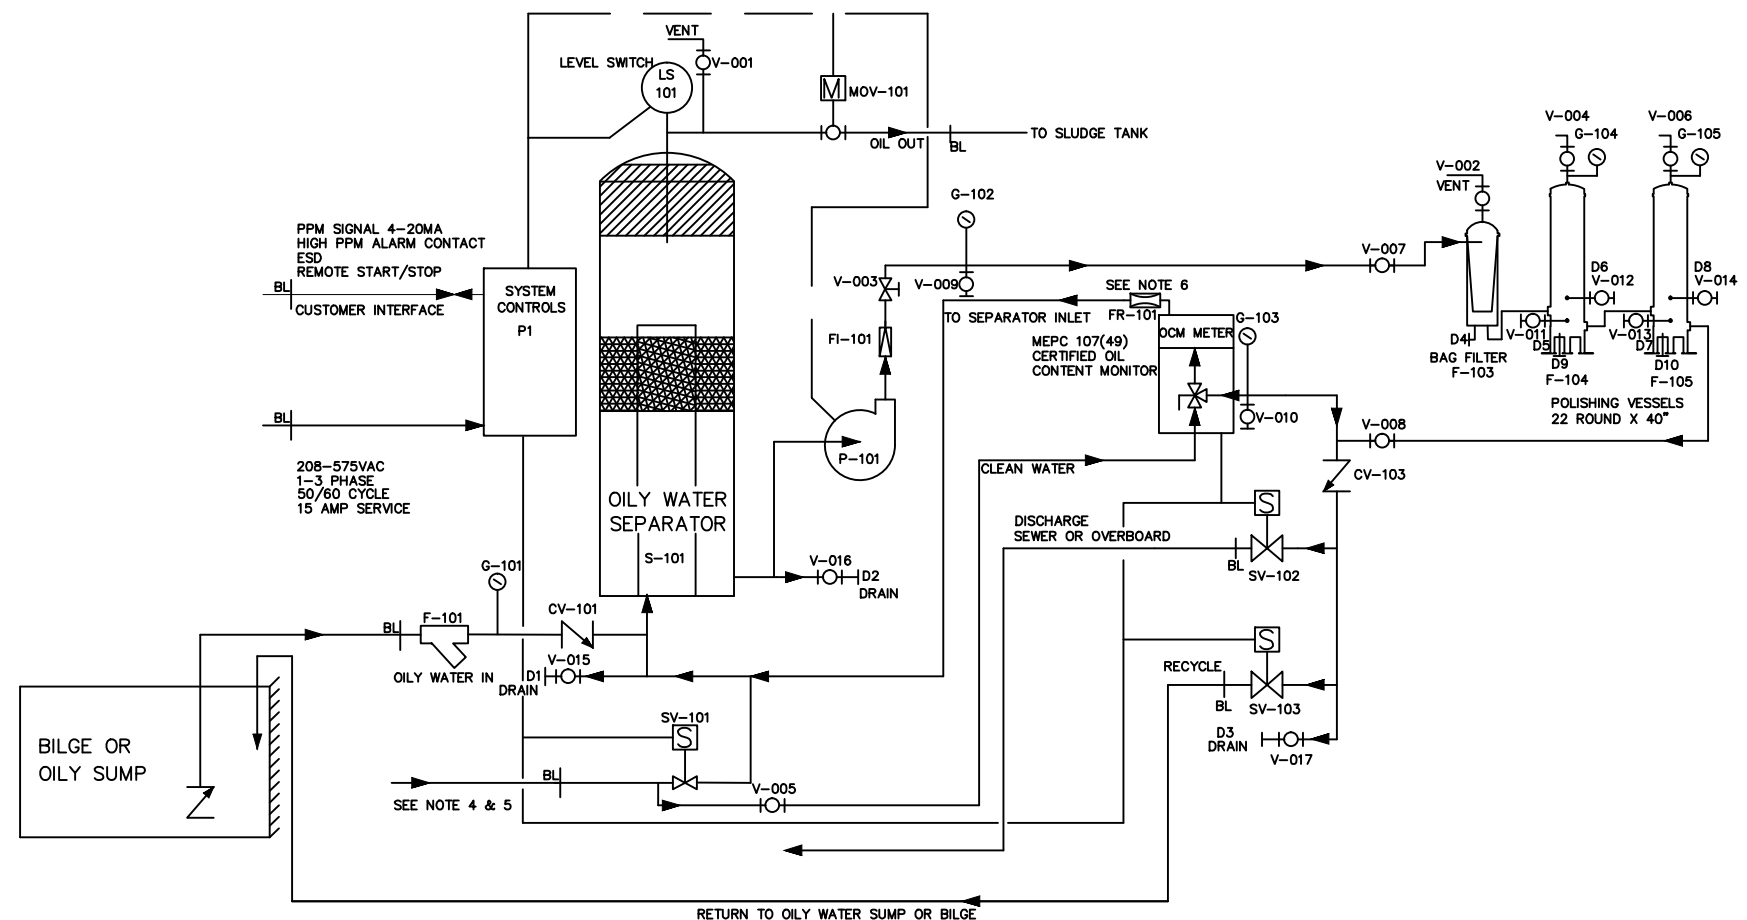 VENT
V-001
LEVEL SWITCH
LS
101
M
MOV-101
OIL OUT
BL
TO SLUDGE TANK
V-004
G-104
V-006
G-105
V-002
VENT
G-102
PPM SIGNAL 4-20MA
HIGH PPM ALARM CONTACT
ESD
REMOTE START/STOP
BL
CUSTOMER INTERFACE
SYSTEM
CONTROLS
P1
V-003
V-009
V-007
SEE NOTE 6
FR-101
TO SEPARATOR INLET
D6
V-012
D8
V-014
FI-101
MEPC 107(49)
CERTIFIED OIL
CONTENT MONITOR
OCM METER
G-103
D4
BAG FILTER
F-103
V-011
D5
D9
F-104
V-013
D7
D10
F-105
POLISHING VESSELS
22 ROUND X 40"
BL
208-575VAC
1-3 PHASE
50/60 CYCLE
15 AMP SERVICE
P-101
V-010
V-008
CLEAN WATER
CV-103
OILY WATER
SEPARATOR
S-101
S
DISCHARGE
SEWER OR OVERBOARD
BL
SV-102
V-016
D2
DRAIN
G-101
F-101
BL
CV-101
OILY WATER IN
V-015
D1
DRAIN
S
RECYCLE
BL
SV-103
D3
DRAIN
V-017
SV-101
S
BILGE OR
OILY SUMP
BL
SEE NOTE 4 & 5
V-005
RETURN TO OILY WATER SUMP OR BILGE